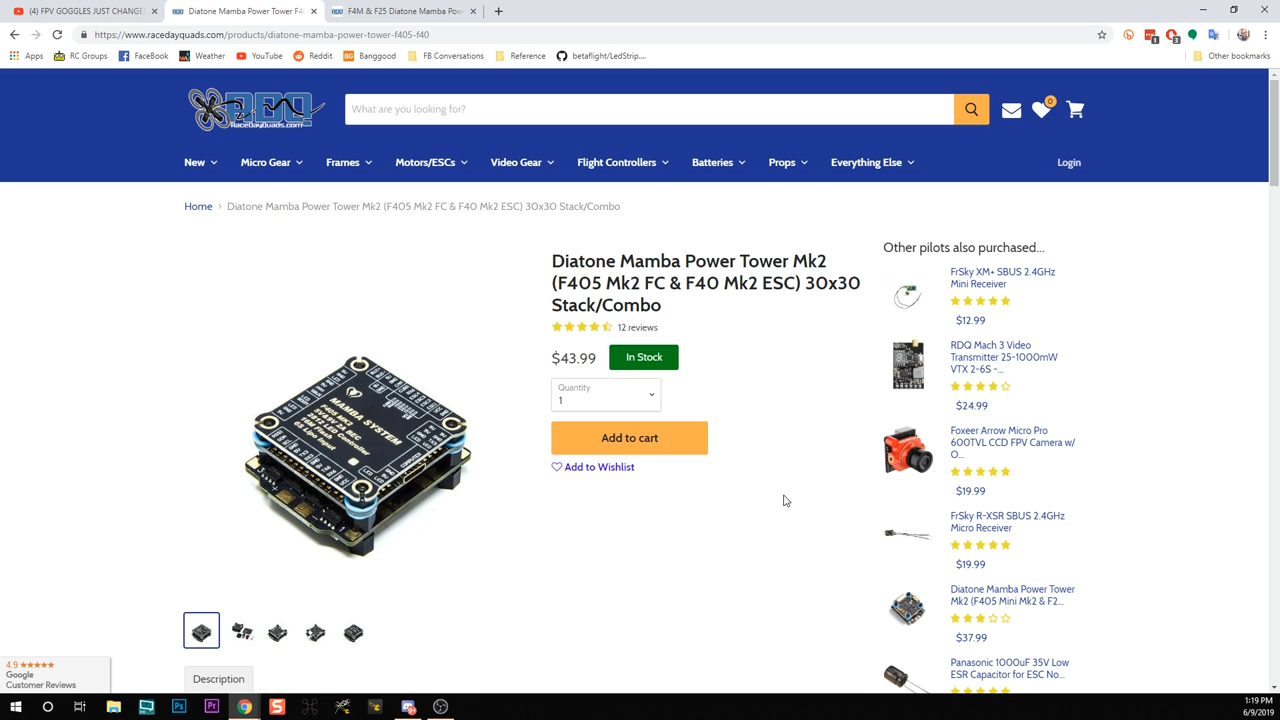 (4) FPV GOGGLES JUST CHANGE
Diatone Mamba Power Tower F4
F4M & F25 Diatone Mamba Pow
https://www.racedayquads.com/products/diatone-mamba-power-tower-f405-f40
Apps
RC Groups
FaceBook
Weather
YouTube
Reddit
Banggood
FB Conversations
Reference
betaflight/LedStrip....
Other bookmarks
RDQ
RaceDayQuads.com
What are you looking for?
0
New
Micro Gear
Frames
Motors/ESCs
Video Gear
Flight Controllers
Batteries
Props
Everything Else
Login
Home > Diatone Mamba Power Tower Mk2 (F405 Mk2 FC & F40 Mk2 ESC) 30x30 Stack/Combo
Diatone Mamba Power Tower Mk2
(F405 Mk2 FC & F40 Mk2 ESC) 30x30
Stack/Combo
12 reviews
$43.99
In Stock
Quantity
1
Add to cart
Add to Wishlist
MAMBA SYSTEM
F405 MK2
Other pilots also purchased...
FrSky XM+ SBUS 2.4GHz
Mini Receiver
$12.99
RDQ Mach 3 Video
Transmitter 25-1000mW
VTX 2-6S -...
$24.99
Foxeer Arrow Micro Pro
600TVL CCD FPV Camera w/
O...
$19.99
FrSky R-XSR SBUS 2.4GHz
Micro Receiver
$19.99
Diatone Mamba Power Tower
Mk2 (F405 Mini Mk2 & F2...
$37.99
Panasonic 1000uF 35V Low
ESR Capacitor for ESC No...
Description
4.9
Google
Customer Reviews
1:19 PM
6/9/2019